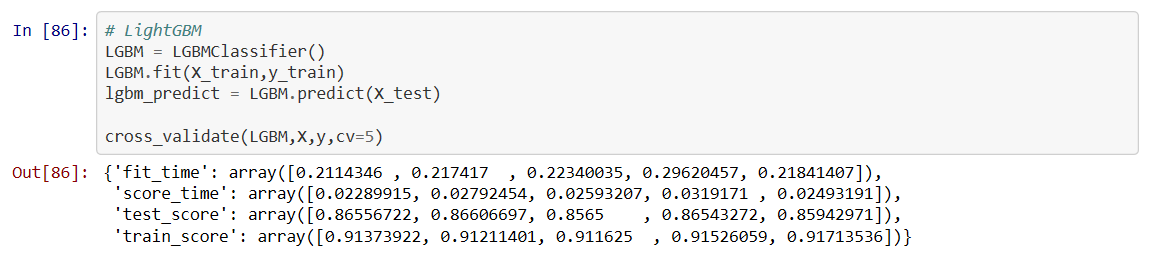 In [86]: # LightGBM
LGBM = LGBMClassifier()
LGBM.fit(X_train,y_train)
lgbm_predict = LGBM.predict(X_test)
cross_validate(LGBM,X,y,cv=5)
Out[86]: {'fit_time': array([0.2114346 , 0.217417  , 0.22340035, 0.29620457, 0.21841407]),
'score_time': array([0.02289915, 0.02792454, 0.02593207, 0.0319171 , 0.02493191]),
'test_score': array([0.86556722, 0.86606697, 0.8565    , 0.86543272, 0.85942971]),
'train_score': array([0.91373922, 0.91211401, 0.911625  , 0.91526059, 0.91713536])}